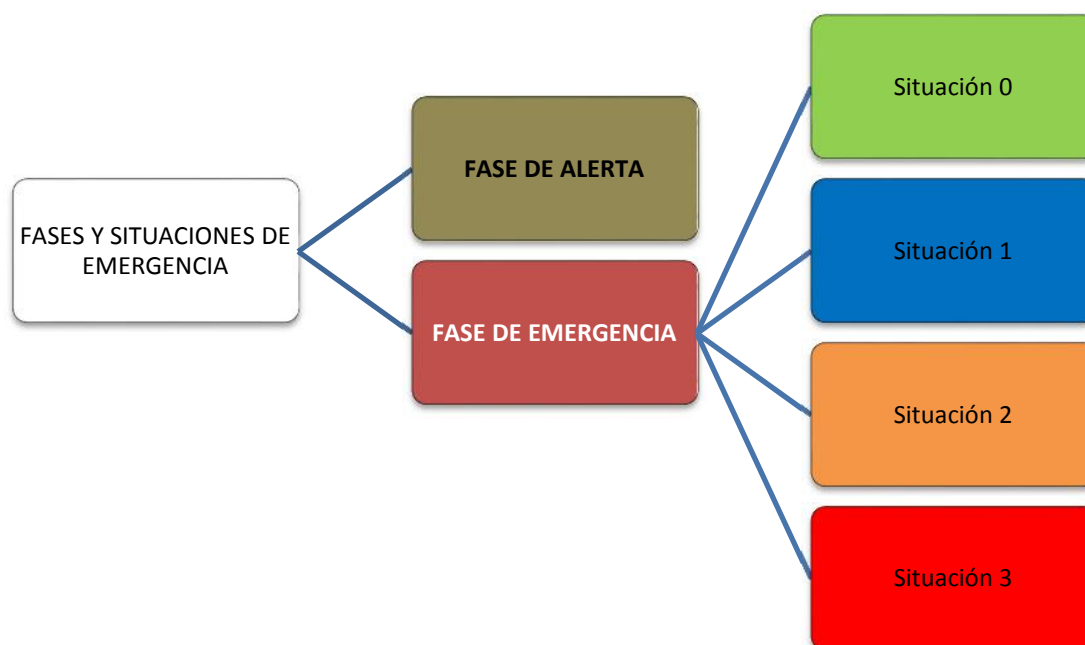 FASES Y SITUACIONES DE
EMERGENCIA
FASE DE ALERTA
FASE DE EMERGENCIA
Situación 0
Situación 1
Situación 2
Situación 3